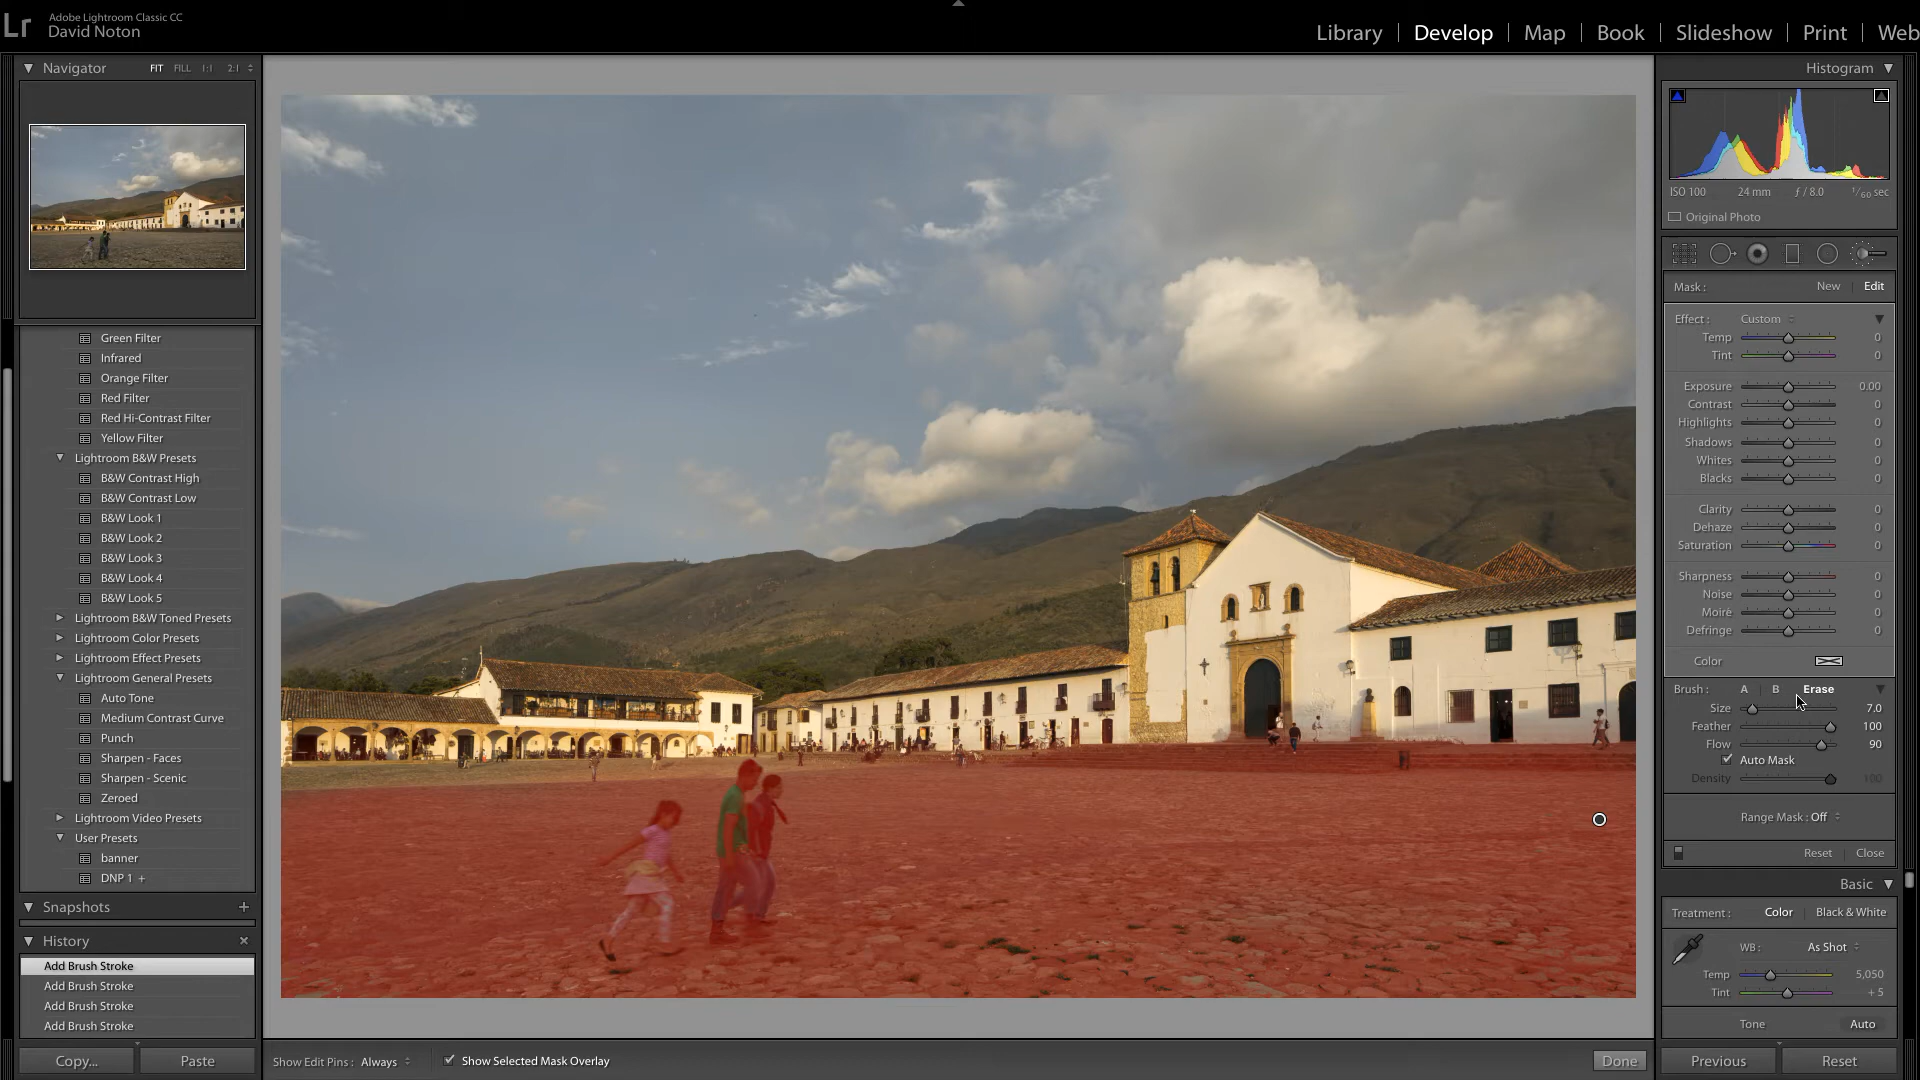 Lr
Adobe Lightroom Classic CC
David Noton
Library | Develop | Map | Book | Slideshow | Print | Web
Navigator FIT FILL 1:1 2:1
Green Filter
Infrared
Orange Filter
Red Filter
Red Hi-Contrast Filter
Yellow Filter
Lightroom B&W Presets
B&W Contrast High
B&W Contrast Low
B&W Look 1
B&W Look 2
B&W Look 3
B&W Look 4
B&W Look 5
Lightroom B&W Toned Presets
Lightroom Color Presets
Lightroom Effect Presets
Lightroom General Presets
Auto Tone
Medium Contrast Curve
Punch
Sharpen - Faces
Sharpen - Scenic
Zeroed
Lightroom Video Presets
User Presets
banner
DNP 1 +
Snapshots +
History ×
Add Brush Stroke
Add Brush Stroke
Add Brush Stroke
Add Brush Stroke
Copy... Paste
Show Edit Pins : Always Show Selected Mask Overlay Done
Histogram
ISO 100 24 mm ƒ / 8.0 1/60 sec
Original Photo
Mask : New Edit
Effect : Custom
Temp 0
Tint 0
Exposure 0.00
Contrast 0
Highlights 0
Shadows 0
Whites 0
Blacks 0
Clarity 0
Dehaze 0
Saturation 0
Sharpness 0
Noise 0
Moiré 0
Defringe 0
Color
Brush : A | B Erase
Size 7.0
Feather 100
Flow 90
Auto Mask
Density 100
Range Mask : Off
Reset | Close
Basic
Treatment : Color | Black & White
WB : As Shot
Temp 5,050
Tint + 5
Tone Auto
Previous Reset